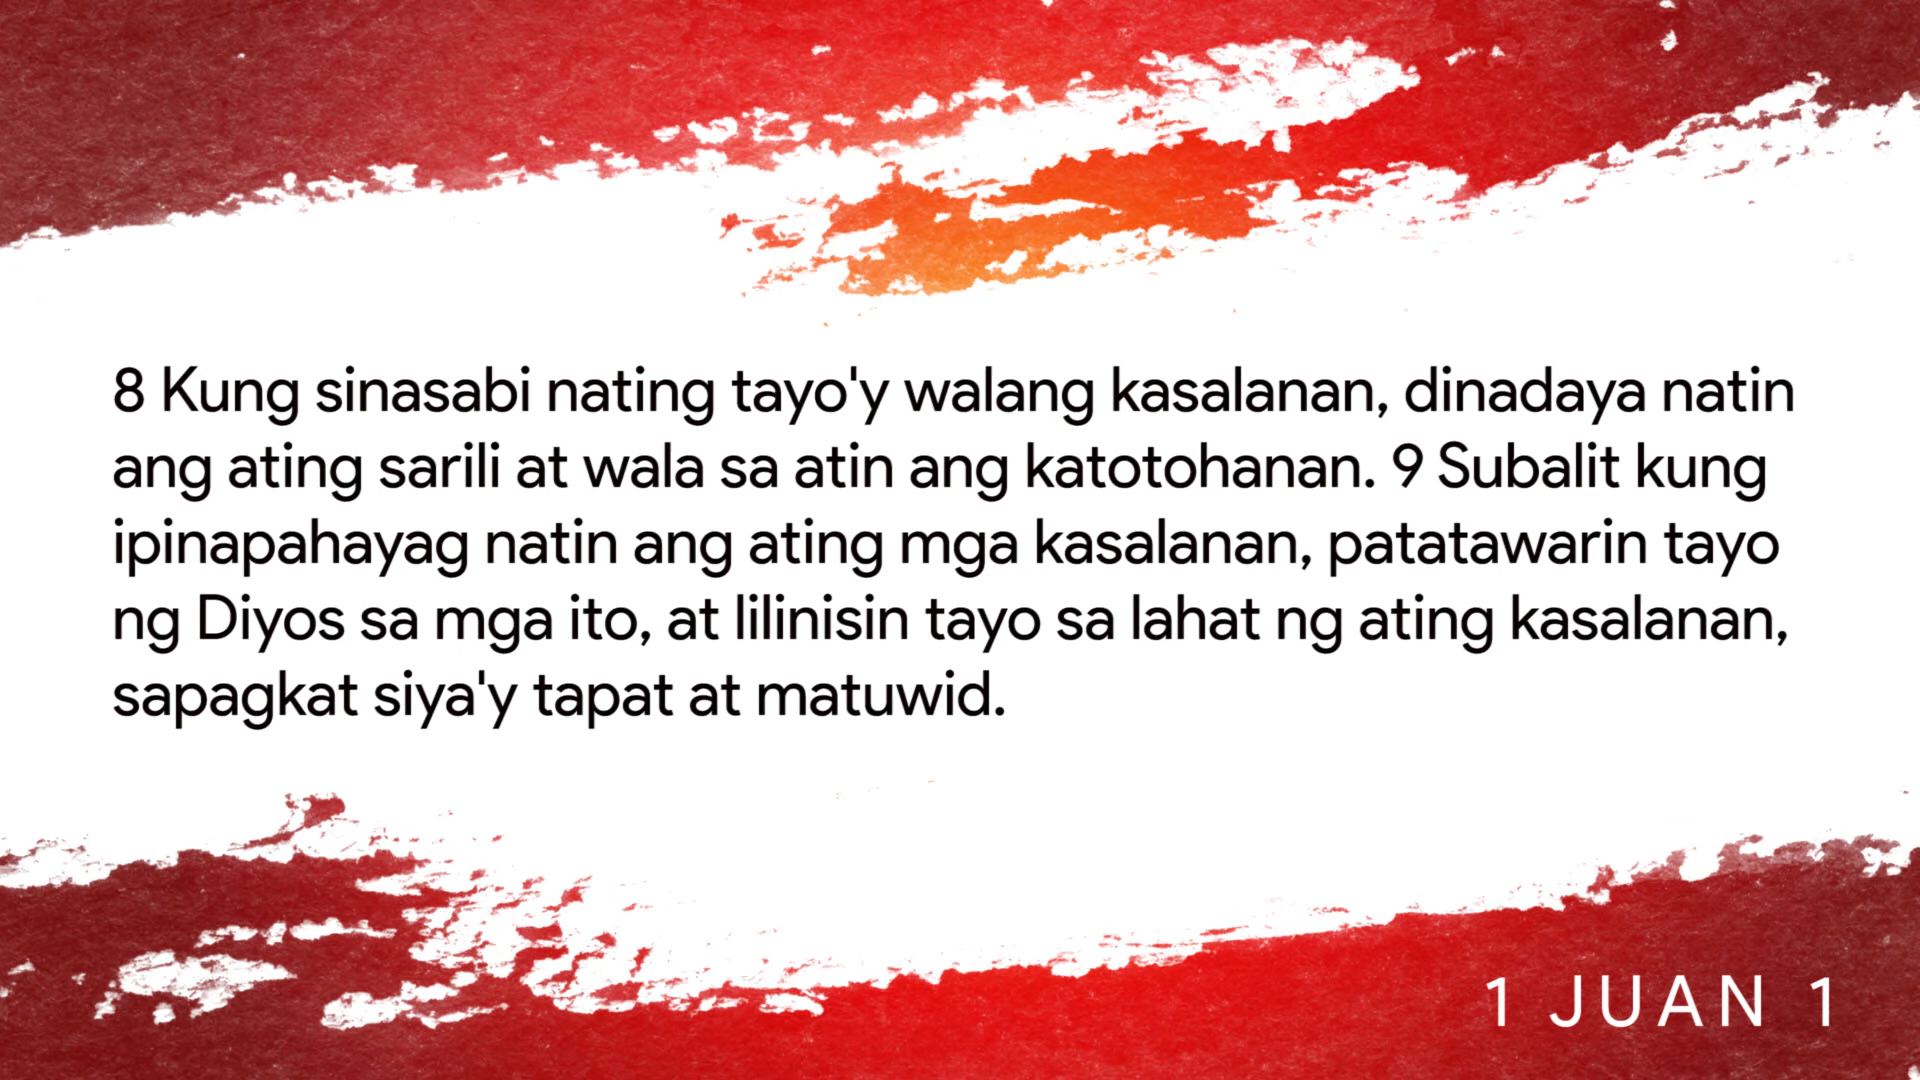 8 Kung sinasabi nating tayo'y walang kasalanan, dinadaya natin
ang ating sarili at wala sa atin ang katotohanan. 9 Subalit kung
ipinapahayag natin ang ating mga kasalanan, patatawarin tayo
ng Diyos sa mga ito, at lilinisin tayo sa lahat ng ating kasalanan,
sapagkat siya'y tapat at matuwid.
1 JUAN 1